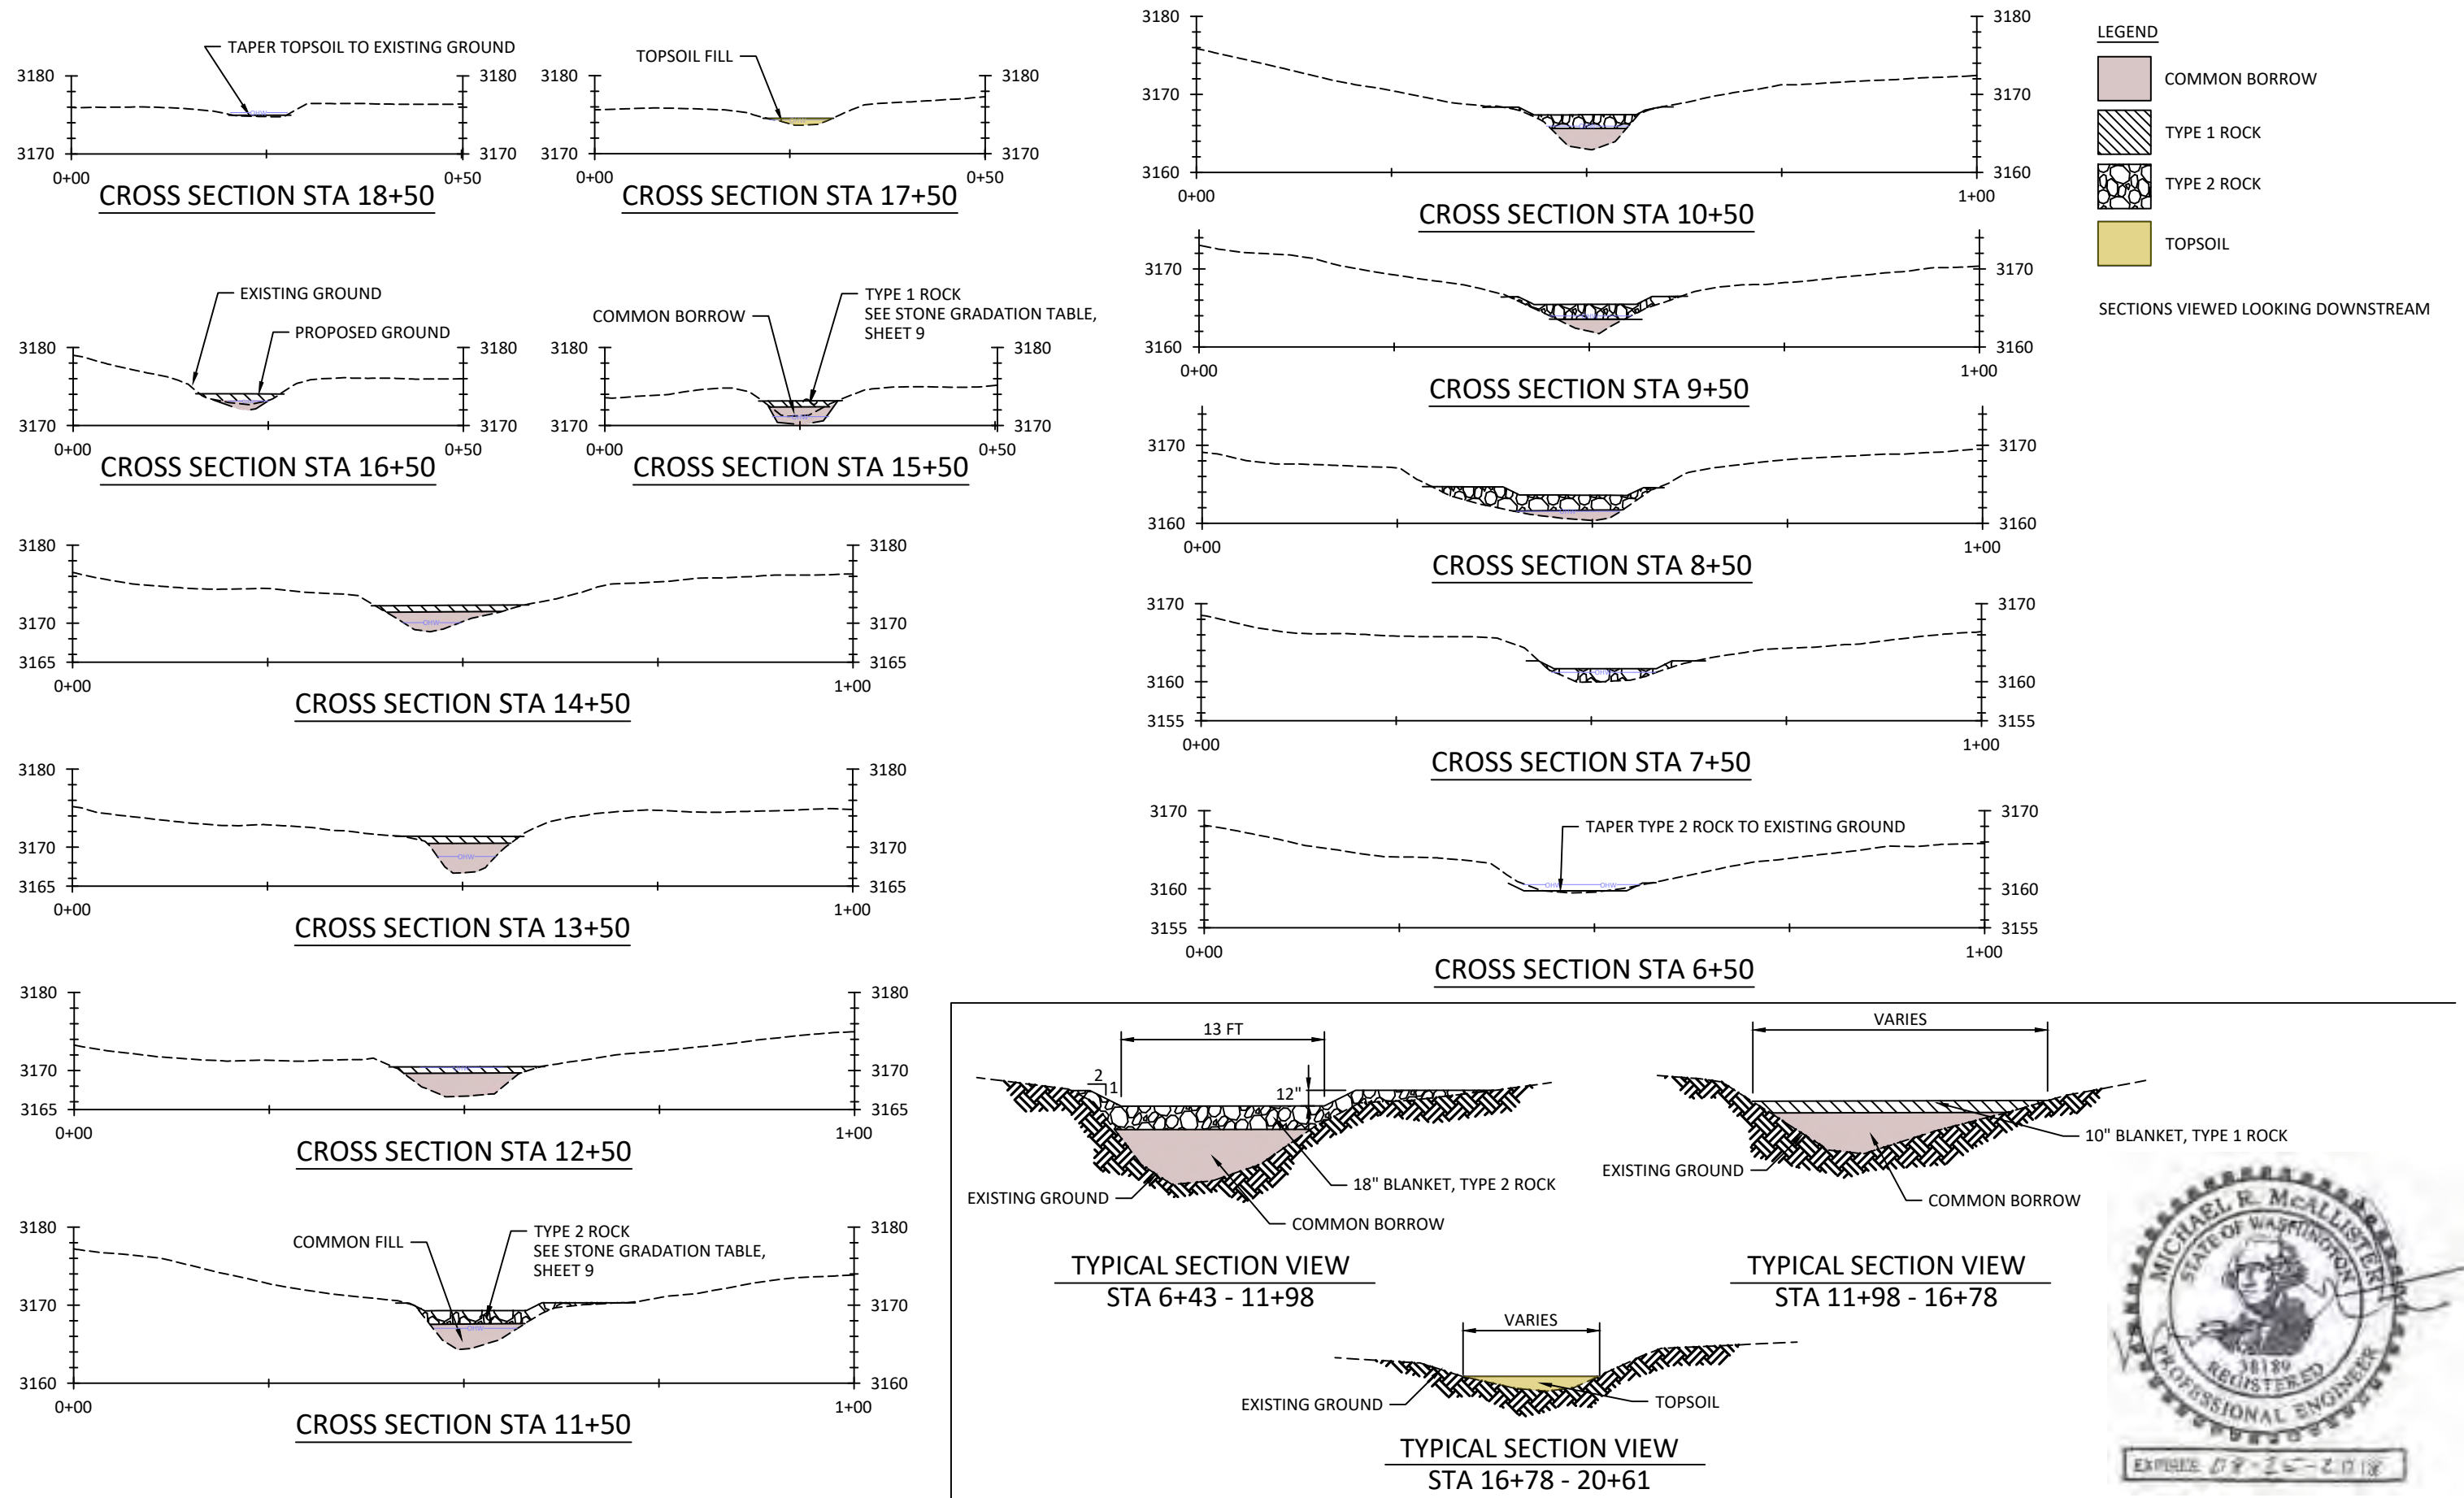 TAPER TOPSOIL TO EXISTING GROUND
3180
3180
3170
3170
0+00
0+50
CROSS SECTION STA 18+50
TOPSOIL FILL
3180
3180
3170
3170
0+00
0+50
CROSS SECTION STA 17+50
EXISTING GROUND
PROPOSED GROUND
3180
3180
3170
3170
0+00
0+50
CROSS SECTION STA 16+50
COMMON BORROW
TYPE 1 ROCK
SEE STONE GRADATION TABLE,
SHEET 9
3180
3180
3170
3170
0+00
0+50
CROSS SECTION STA 15+50
3180
3180
3170
3170
OHW
3165
3165
0+00
1+00
CROSS SECTION STA 14+50
3180
3180
3170
3170
OHW
3165
3165
0+00
1+00
CROSS SECTION STA 13+50
3180
3180
3170
3170
3165
3165
0+00
1+00
CROSS SECTION STA 12+50
COMMON FILL
TYPE 2 ROCK
SEE STONE GRADATION TABLE,
SHEET 9
3180
3180
3170
3170
OHW
3160
3160
0+00
1+00
CROSS SECTION STA 11+50
3180
3180
3170
3170
3160
3160
0+00
1+00
CROSS SECTION STA 10+50
3170
3170
3160
3160
0+00
1+00
CROSS SECTION STA 9+50
3170
3170
3160
3160
0+00
1+00
CROSS SECTION STA 8+50
3170
3170
3160
3160
3155
3155
0+00
1+00
CROSS SECTION STA 7+50
TAPER TYPE 2 ROCK TO EXISTING GROUND
3170
3170
3160
3160
OHW
OHW
3155
3155
0+00
1+00
CROSS SECTION STA 6+50
LEGEND
COMMON BORROW
TYPE 1 ROCK
TYPE 2 ROCK
TOPSOIL
SECTIONS VIEWED LOOKING DOWNSTREAM
13 FT
2
1
12"
EXISTING GROUND
18" BLANKET, TYPE 2 ROCK
COMMON BORROW
TYPICAL SECTION VIEW
STA 6+43 - 11+98
VARIES
10" BLANKET, TYPE 1 ROCK
EXISTING GROUND
COMMON BORROW
TYPICAL SECTION VIEW
STA 11+98 - 16+78
VARIES
EXISTING GROUND
TOPSOIL
TYPICAL SECTION VIEW
STA 16+78 - 20+61
MICHAEL R. McALLISTER
STATE OF WASHINGTON
38189
REGISTERED
PROFESSIONAL ENGINEER
EXPIRES